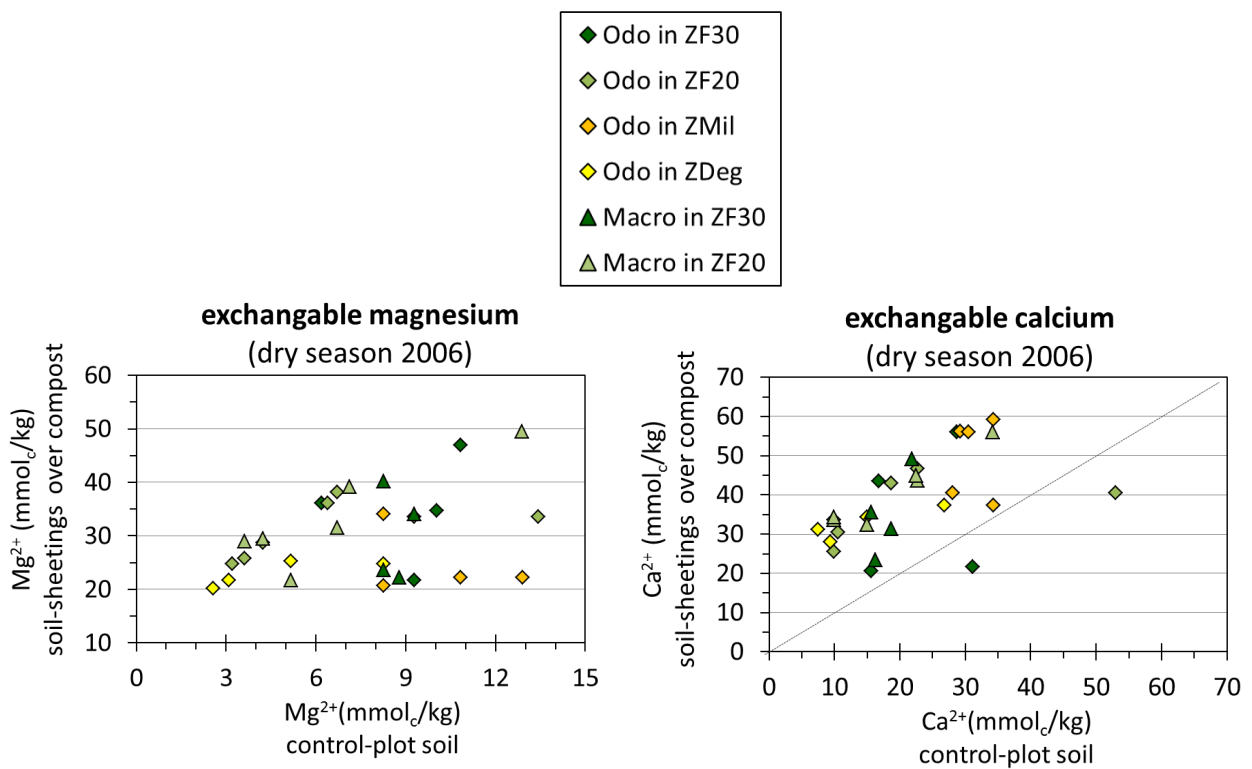 Odo in ZF30
Odo in ZF20
Odo in ZMil
Odo in ZDeg
Macro in ZF30
Macro in ZF20
exchangable magnesium
(dry season 2006)
Mg²⁺ (mmol_c/kg)
soil-sheetings over compost
60
50
40
30
20
10
0
3
6
9
12
15
Mg²⁺(mmol_c/kg)
control-plot soil
exchangable calcium
(dry season 2006)
Ca²⁺ (mmol_c/kg)
soil-sheetings over compost
70
60
50
40
30
20
10
0
0
10
20
30
40
50
60
70
Ca²⁺(mmol_c/kg)
control-plot soil